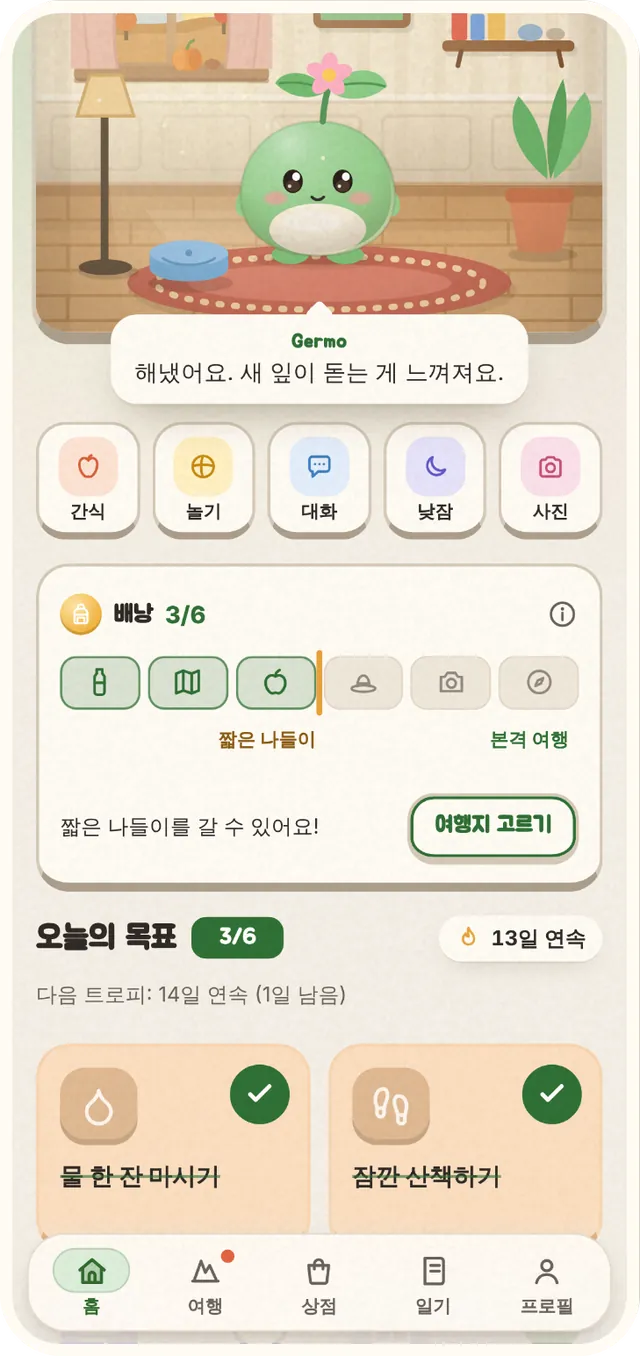 Germo
해냈어요. 새 잎이 돋는 게 느껴져요.
간식
놀기
대화
낮잠
사진
배낭 3/6
짧은 나들이
본격 여행
짧은 나들이를 갈 수 있어요!
여행지 고르기
오늘의 목표 3/6
13일 연속
다음 트로피: 14일 연속 (1일 남음)
물 한 잔 마시기
잠깐 산책하기
홈
여행
상점
일기
프로필